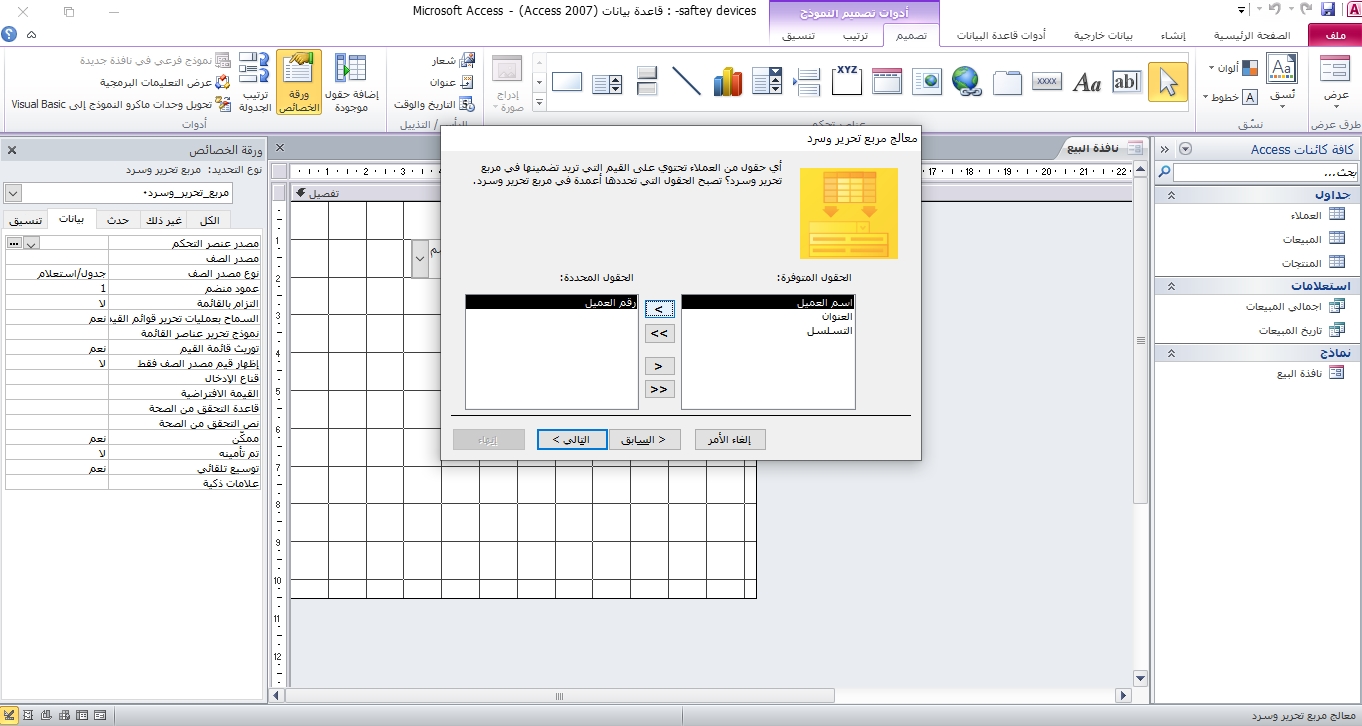 saftey devices- : قاعدة بيانات (Access 2007) - Microsoft Access
أدوات تصميم النموذج
ملف
الصفحة الرئيسية
إنشاء
بيانات خارجية
أدوات قاعدة البيانات
تصميم
ترتيب
تنسيق
عرض
طرق عرض
نُسق
ألوان
خطوط
نسّق
Aa
ab
XYZ
XXXX
عناصر تحكم
إدراج صورة
شعار
عنوان
التاريخ والوقت
الرأس / التذييل
إضافة حقول موجودة
ورقة الخصائص
ترتيب الجدولة
نموذج فرعي في نافذة جديدة
عرض التعليمات البرمجية
تحويل وحدات ماكرو النموذج إلى Visual Basic
أدوات
كافة كائنات Access
بحث...
جداول
العملاء
المبيعات
المنتجات
استعلامات
اجمالي المبيعات
تاريخ المبيعات
نماذج
نافذة البيع
نافذة البيع
تفصيل
معالج مربع تحرير وسرد
أي حقول من العملاء تحتوي على القيم التي تريد تضمينها في مربع
تحرير وسرد؟ تصبح الحقول التي تحددها أعمدة في مربع تحرير وسرد.
الحقول المتوفرة:
الحقول المحددة:
اسم العميل
العنوان
التسلسل
رقم العميل
<
<<
>
>>
إلغاء الأمر
< السابق
التالي >
إنهاء
ورقة الخصائص
نوع التحديد: مربع تحرير وسرد
مربع_تحرير_وسرد٠
الكل
غير ذلك
حدث
بيانات
تنسيق
مصدر عنصر التحكم
مصدر الصف
نوع مصدر الصف جدول/استعلام
عمود منضم 1
التزام بالقائمة لا
السماح بعمليات تحرير قوائم القيم نعم
نموذج تحرير عناصر القائمة
توريث قائمة القيم نعم
إظهار قيم مصدر الصف فقط لا
قناع الإدخال
القيمة الافتراضية
قاعدة التحقق من الصحة
نص التحقق من الصحة
ممكّن نعم
تم تأمينه لا
توسيع تلقائي نعم
علامات ذكية
معالج مربع تحرير وسرد